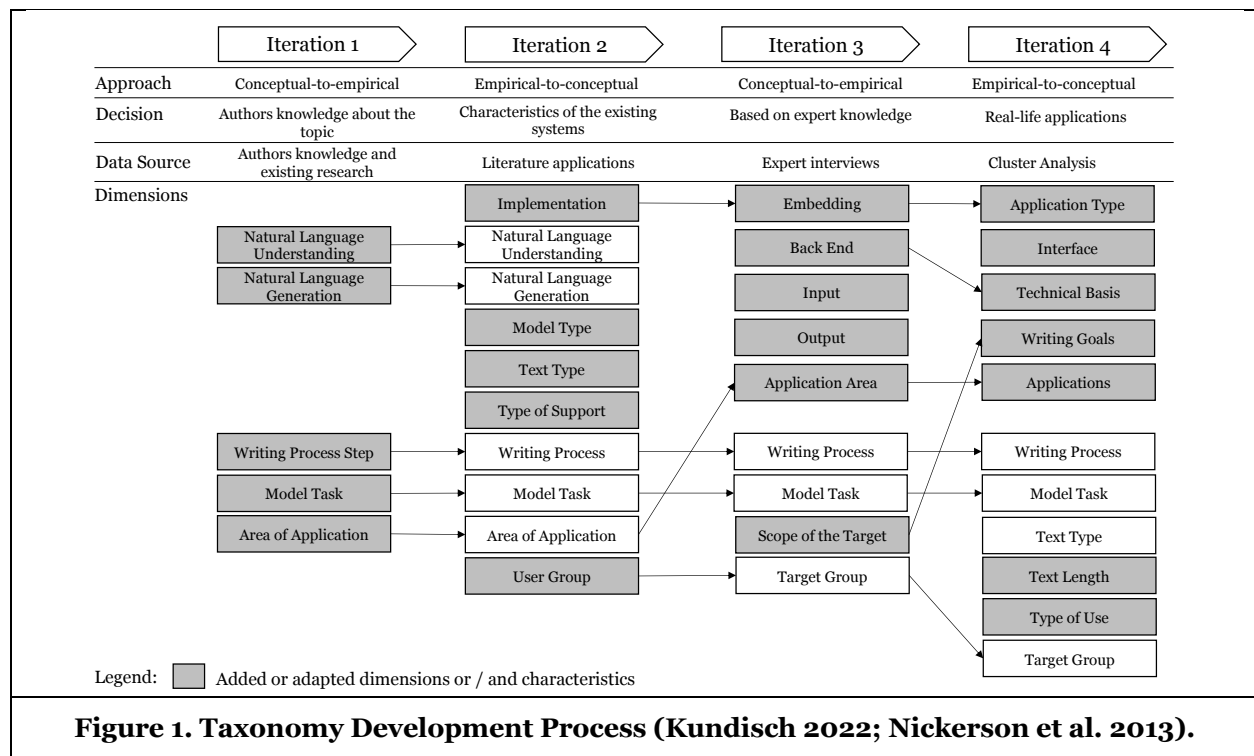 Iteration 1
Iteration 2
Iteration 3
Iteration 4
Approach
Conceptual-to-empirical
Empirical-to-conceptual
Conceptual-to-empirical
Empirical-to-conceptual
Decision
Authors knowledge about the
topic
Characteristics of the existing
systems
Based on expert knowledge
Real-life applications
Data Source
Authors knowledge and
existing research
Literature applications
Expert interviews
Cluster Analysis
Dimensions
Implementation
Embedding
Application Type
Natural Language
Understanding
Natural Language
Understanding
Back End
Interface
Natural Language
Generation
Natural Language
Generation
Input
Technical Basis
Model Type
Output
Writing Goals
Text Type
Application Area
Applications
Type of Support
Writing Process Step
Writing Process
Writing Process
Writing Process
Model Task
Model Task
Model Task
Model Task
Area of Application
Area of Application
Scope of the Target
Text Type
User Group
Target Group
Text Length
Type of Use
Target Group
Legend:
Added or adapted dimensions or / and characteristics
Figure 1. Taxonomy Development Process (Kundisch 2022; Nickerson et al. 2013).